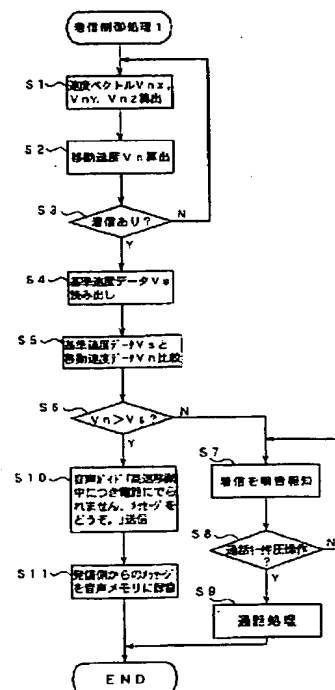 着信制御処理1
S1
速度ベクトルVnX,
VnY, VnZ算出
S2
移動速度Vn算出
S3
着信あり?
N
Y
S4
基準速度データVs
読み出し
S5
基準速度データVsと
移動速度データVn比較
S6
Vn>Vs?
N
Y
S7
着信を鳴音報知
S8
通話キー押圧操作
?
N
Y
S9
通話処理
S10
音声ガイド「高速移動
中につき電話にでら
れません、メッセージを
どうぞ。」送信
S11
発信側からのメッセージ
を音声メモリに録音
END